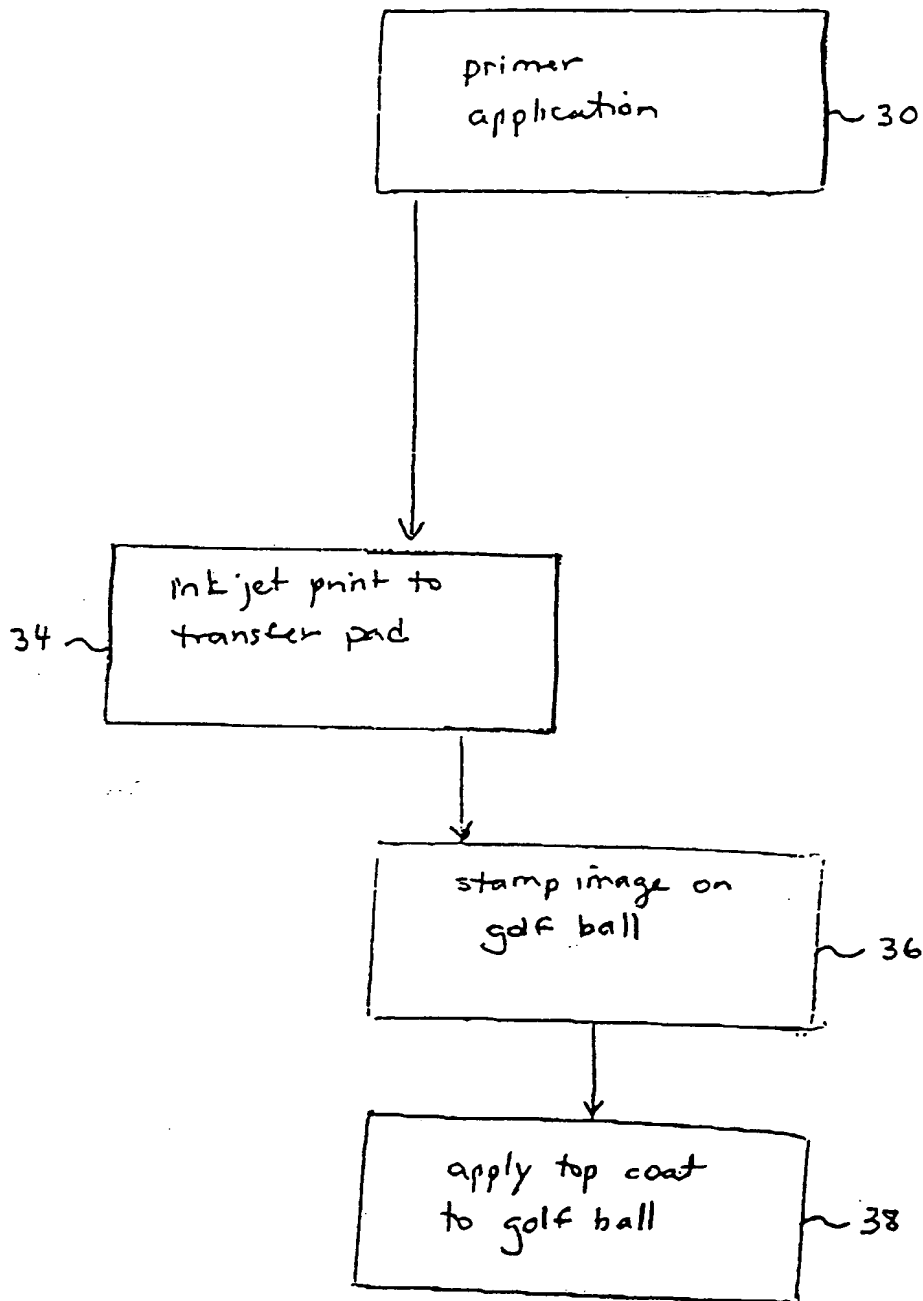 primer
application
30
ink jet print to
transfer pad
34
stamp image on
golf ball
36
apply top coat
to golf ball
38